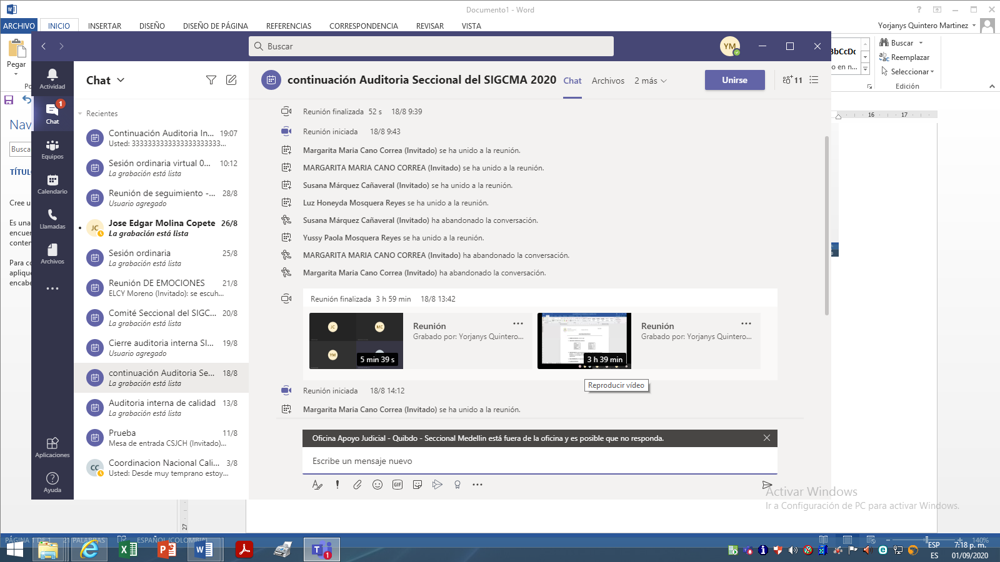 Documento1 - Word
ARCHIVO INICIO INSERTAR DISEÑO DISEÑO DE PÁGINA REFERENCIAS CORRESPONDENCIA REVISAR VISTA
Yorjanys Quintero Martinez
Pegar
Buscar
Reemplazar
Seleccionar
Edición
16 17
27
Buscar
YM
Actividad
Chat
1
Equipos
Calendario
Llamadas
Archivos
Aplicaciones
Ayuda
Chat
Recientes
Continuación Auditoria In... 19:07
Usted: 33333333333333333333333...
Sesión ordinaria virtual 0... 10:12
La grabación está lista
Reunión de seguimiento -... 28/8
Usuario agregado
JC
Jose Edgar Molina Copete 26/8
La grabación está lista
Sesión ordinaria 25/8
La grabación está lista
Reunión DE EMOCIONES 21/8
ELCY Moreno (Invitado): se escuh...
Comité Seccional del SIGC... 20/8
La grabación está lista
Cierre auditoria interna SI... 19/8
Usuario agregado
continuación Auditoria Se... 18/8
La grabación está lista
Auditoria interna de calidad 13/8
La grabación está lista
Prueba 11/8
Mesa de entrada CSJCH (Invitado)...
CC
Coordinacion Nacional Cali... 3/8
Usted: Desde muy temprano estoy...
continuación Auditoria Seccional del SIGCMA 2020 Chat Archivos 2 más
Unirse
11
Reunión finalizada 52 s 18/8 9:39
Reunión iniciada 18/8 9:43
Margarita Maria Cano Correa (Invitado) se ha unido a la reunión.
MARGARITA MARIA CANO CORREA (Invitado) se ha unido a la reunión.
Susana Márquez Cañaveral (Invitado) se ha unido a la reunión.
Luz Honeyda Mosquera Reyes se ha unido a la reunión.
Susana Márquez Cañaveral (Invitado) ha abandonado la conversación.
Yussy Paola Mosquera Reyes se ha unido a la reunión.
MARGARITA MARIA CANO CORREA (Invitado) ha abandonado la conversación.
Margarita Maria Cano Correa (Invitado) ha abandonado la conversación.
Reunión finalizada 3 h 59 min 18/8 13:42
JC MC YM
5 min 39 s
Reunión
Grabado por: Yorjanys Quintero...
3 h 39 min
Reunión
Grabado por: Yorjanys Quintero...
Reproducir vídeo
Reunión iniciada 18/8 14:12
Margarita Maria Cano Correa (Invitado) se ha unido a la reunión.
Oficina Apoyo Judicial - Quibdo - Seccional Medellin está fuera de la oficina y es posible que no responda.
Escribe un mensaje nuevo
GIF
Activar Windows
Ir a Configuración de PC para activar Windows.
PÁGINA 1 DE 1 21 PALABRAS ESPAÑOL (COLOMBIA)
140%
ESP
ES
7:18 p. m.
01/09/2020